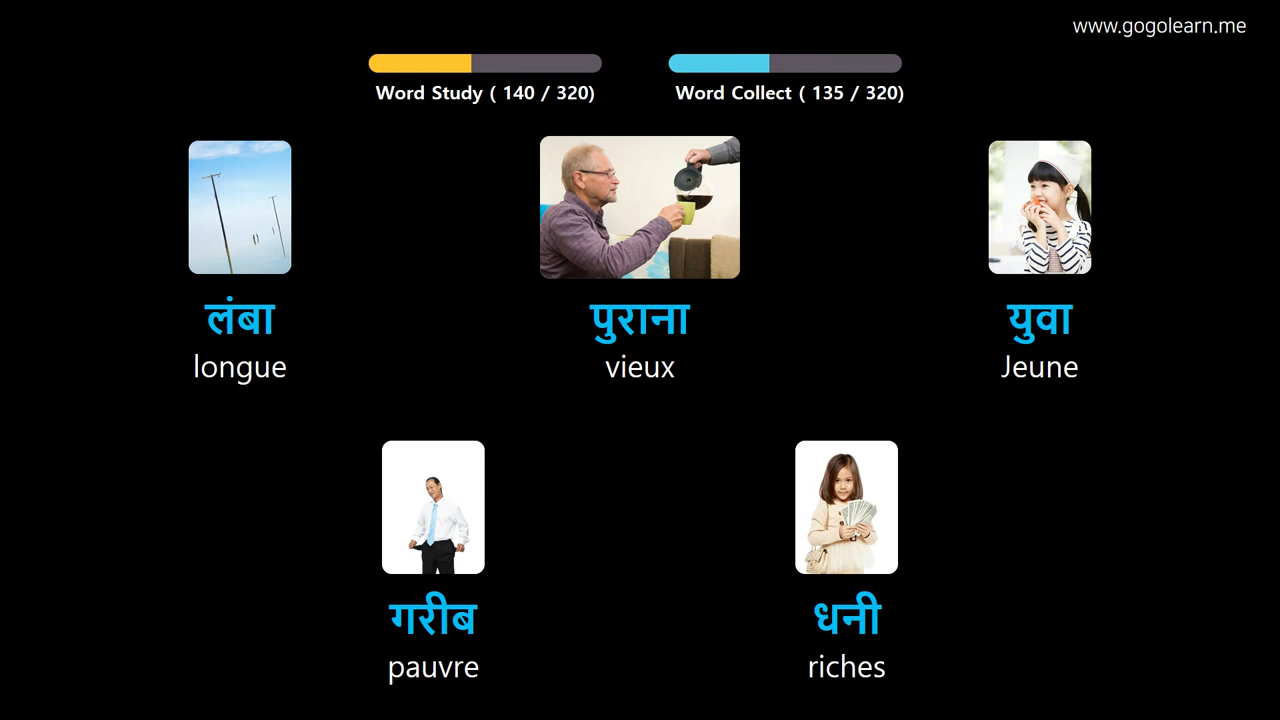 www.gogolearn.me
Word Study ( 140 / 320)
Word Collect ( 135 / 320)
लंबा
पुराना
युवा
longue
vieux
Jeune
गरीब
धनी
pauvre
riches